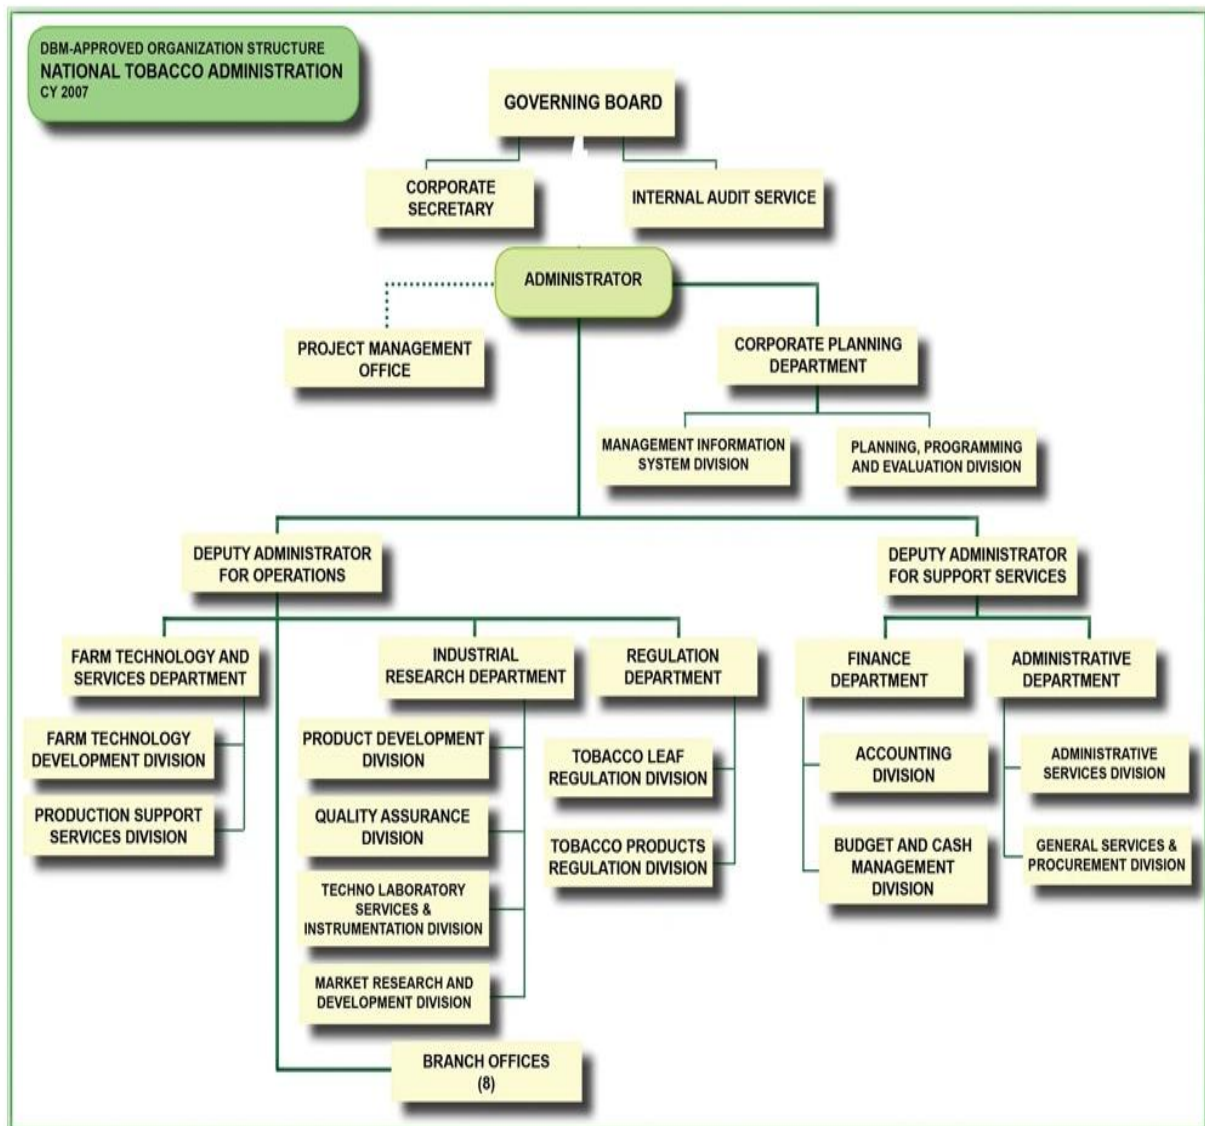 DBM-APPROVED ORGANIZATION STRUCTURE
NATIONAL TOBACCO ADMINISTRATION
CY 2007
GOVERNING BOARD
CORPORATE
SECRETARY
INTERNAL AUDIT SERVICE
ADMINISTRATOR
PROJECT MANAGEMENT
OFFICE
CORPORATE PLANNING
DEPARTMENT
MANAGEMENT INFORMATION
SYSTEM DIVISION
PLANNING, PROGRAMMING
AND EVALUATION DIVISION
DEPUTY ADMINISTRATOR
FOR OPERATIONS
DEPUTY ADMINISTRATOR
FOR SUPPORT SERVICES
FARM TECHNOLOGY AND
SERVICES DEPARTMENT
FARM TECHNOLOGY
DEVELOPMENT DIVISION
PRODUCTION SUPPORT
SERVICES DIVISION
INDUSTRIAL
RESEARCH DEPARTMENT
PRODUCT DEVELOPMENT
DIVISION
QUALITY ASSURANCE
DIVISION
TECHNO LABORATORY
SERVICES &
INSTRUMENTATION DIVISION
MARKET RESEARCH AND
DEVELOPMENT DIVISION
REGULATION
DEPARTMENT
TOBACCO LEAF
REGULATION DIVISION
TOBACCO PRODUCTS
REGULATION DIVISION
FINANCE
DEPARTMENT
ACCOUNTING
DIVISION
BUDGET AND CASH
MANAGEMENT
DIVISION
ADMINISTRATIVE
DEPARTMENT
ADMINISTRATIVE
SERVICES DIVISION
GENERAL SERVICES &
PROCUREMENT DIVISION
BRANCH OFFICES
(8)